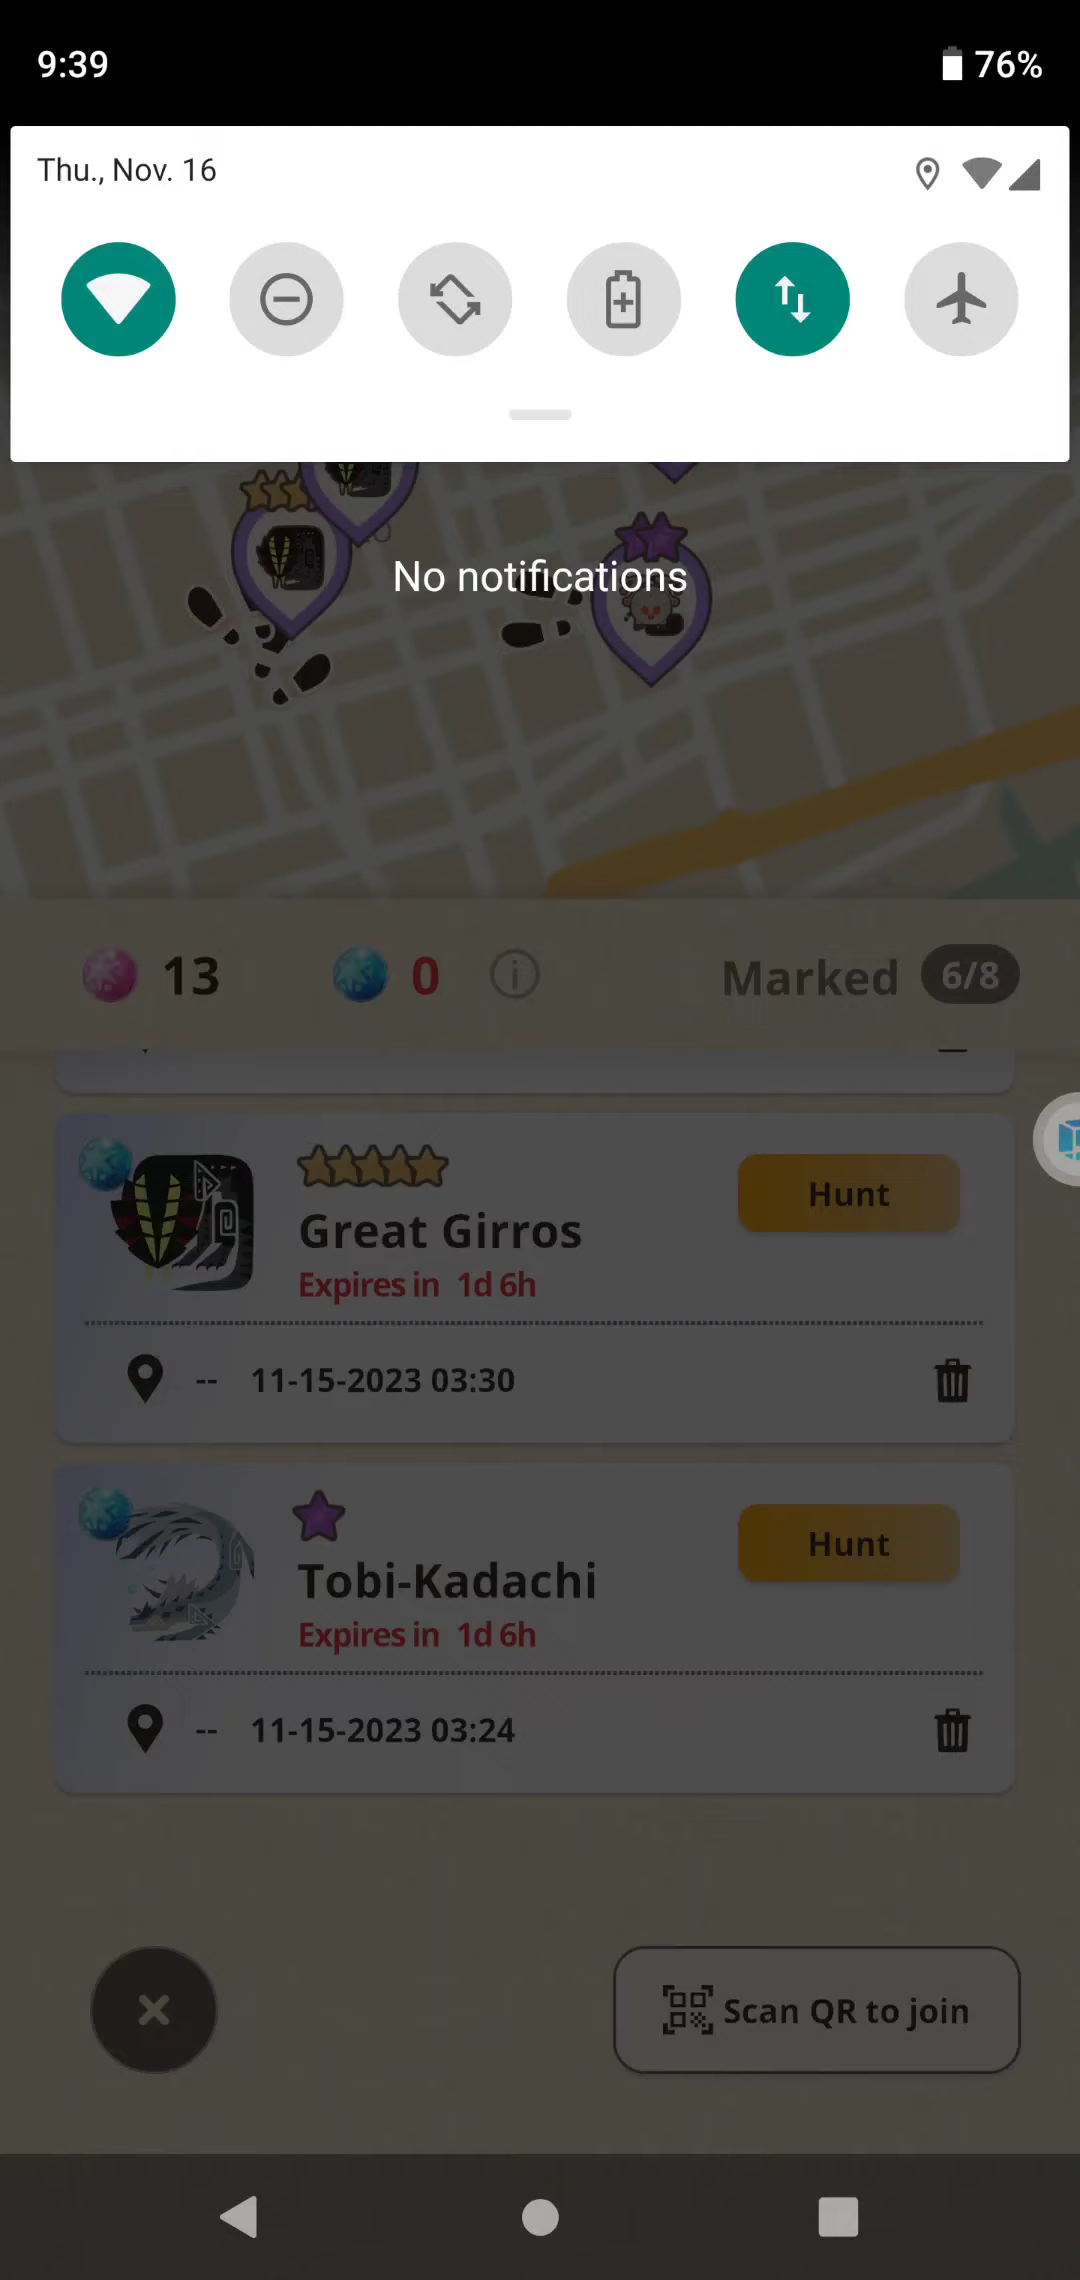 9:39
76%
Thu., Nov. 16
No notifications
13
0
Marked 6/8
Great Girros
Hunt
Expires in 1d 6h
-- 11-15-2023 03:30
Tobi-Kadachi
Hunt
Expires in 1d 6h
-- 11-15-2023 03:24
Scan QR to join